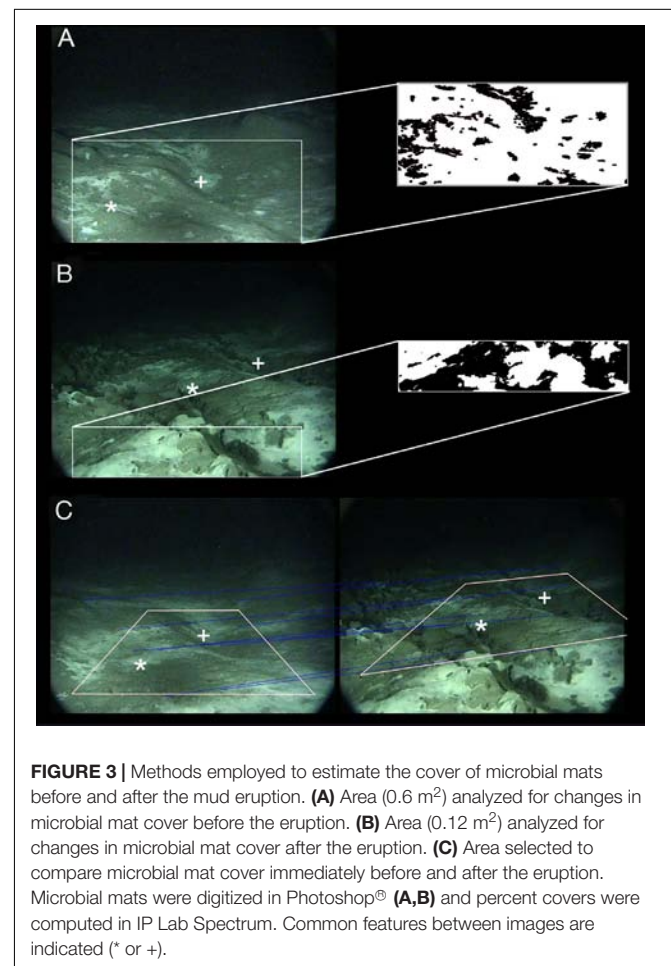 A
*
+
B
+
*
C
+
*
+
*
FIGURE 3 | Methods employed to estimate the cover of microbial mats
before and after the mud eruption. (A) Area (0.6 m²) analyzed for changes in
microbial mat cover before the eruption. (B) Area (0.12 m²) analyzed for
changes in microbial mat cover after the eruption. (C) Area selected to
compare microbial mat cover immediately before and after the eruption.
Microbial mats were digitized in Photoshop® (A,B) and percent covers were
computed in IP Lab Spectrum. Common features between images are
indicated (* or +).